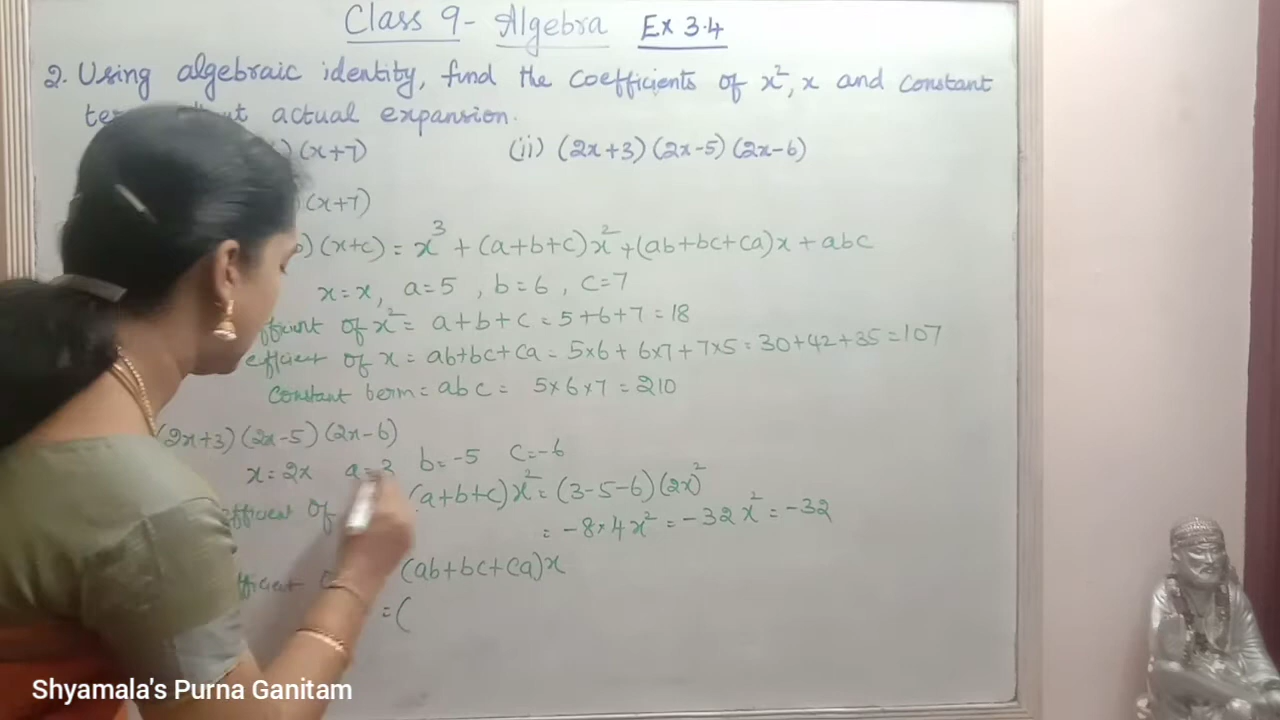 Class 9 - Algebra Ex 3.4
2. Using algebraic identity, find the coefficients of x², x and constant
actual expansion.
(x+7) (ii) (2x+3) (2x-5) (2x-6)
(x+7)
) (x+c) = x³ + (a+b+c)x² + (ab+bc+ca)x + abc
x=x, a=5 , b=6 , c=7
of x² = a+b+c = 5+6+7 = 18
of x = ab+bc+ca = 5×6 + 6×7 + 7×5 = 30+42+35 = 107
Constant berm = abc = 5×6×7 = 210
(2x+3) (2x-5) (2x-6)
x=2x a=3 b=-5 c=-6
of (a+b+c)x² = (3-5-6)(2x)²
= -8×4x² = -32x² = -32
(ab+bc+ca)x
=(
Shyamala's Purna Ganitam